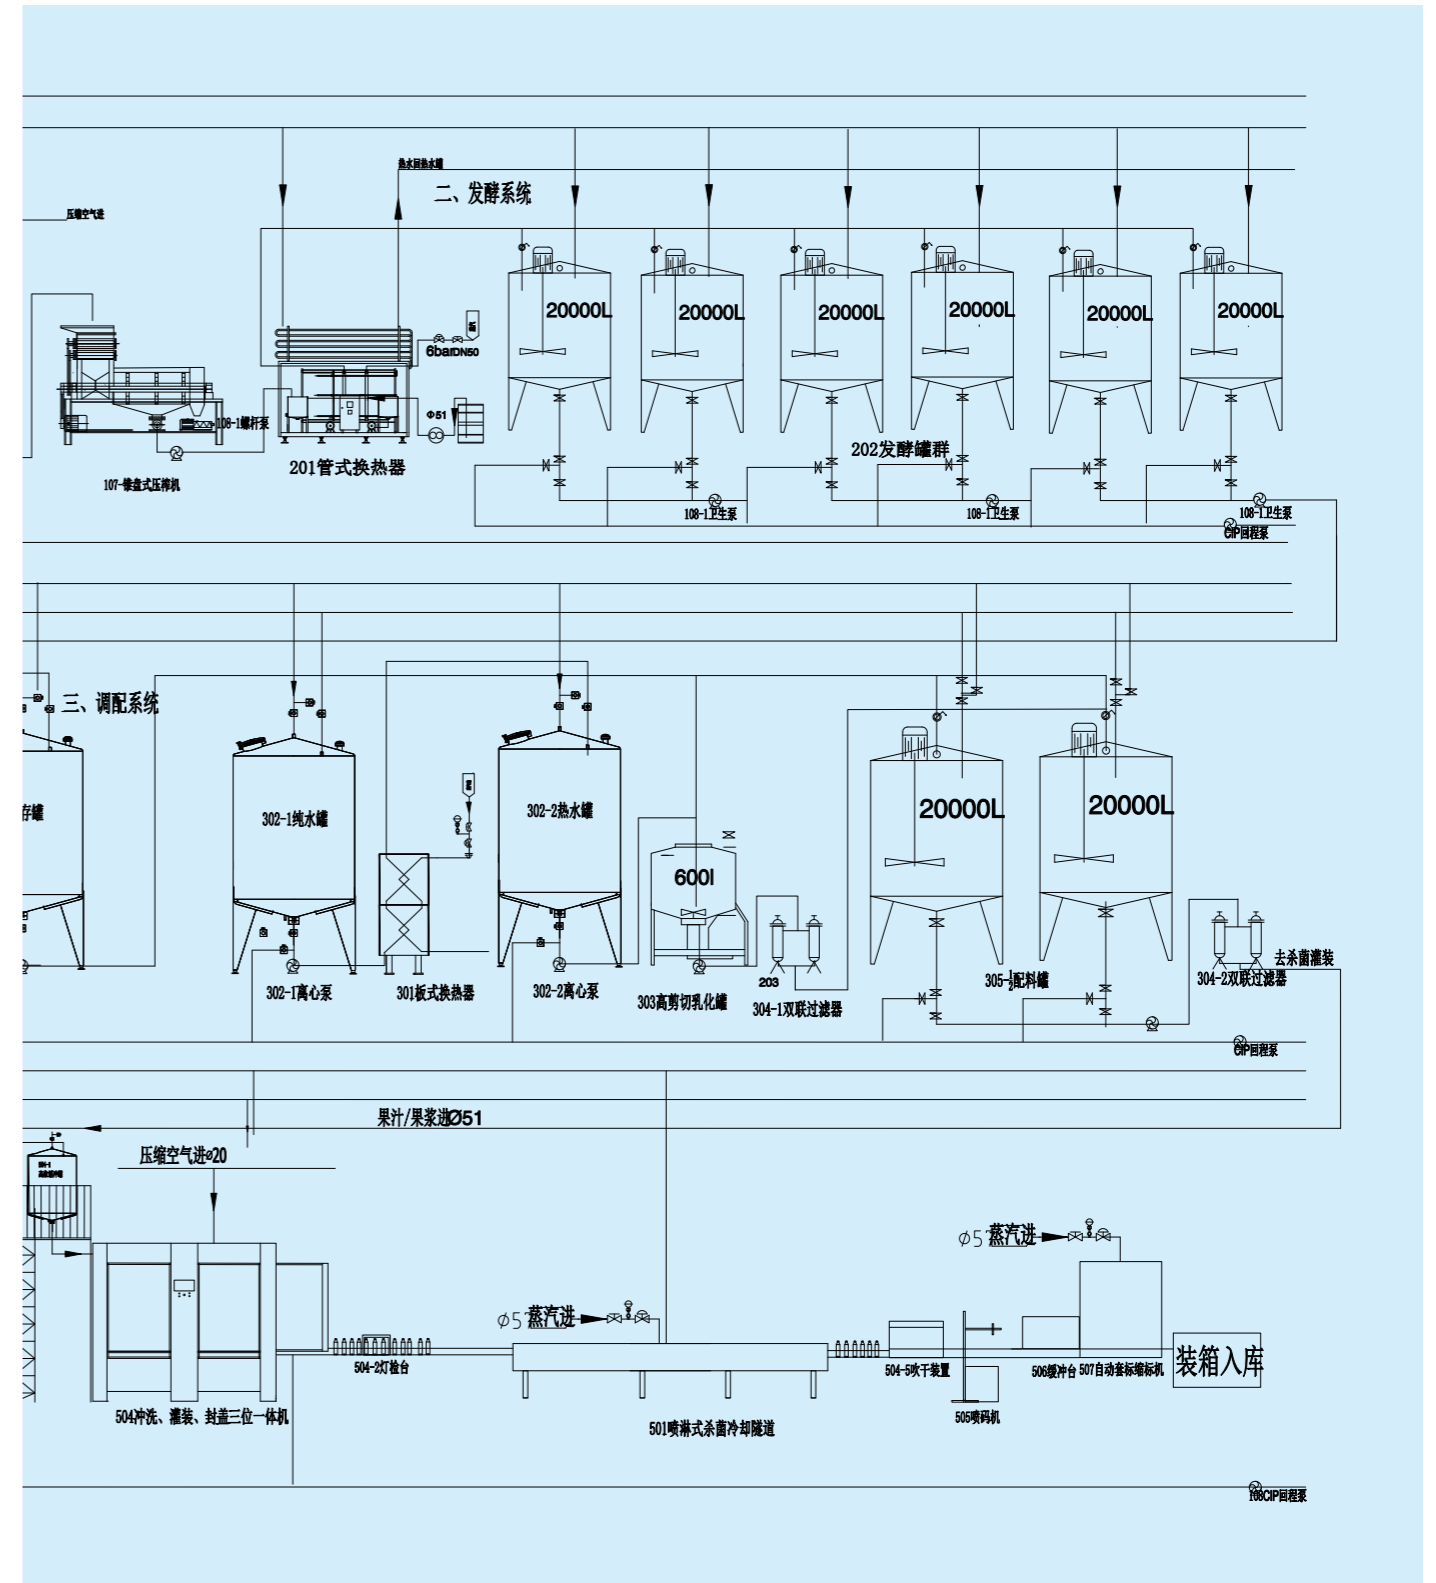 热水回热水罐
二、发酵系统
压缩空气进
20000L
20000L
20000L
20000L
20000L
20000L
6bar/DN50
Φ51
108-1螺杆泵
201管式换热器
202发酵罐群
108-1卫生泵
108-1卫生泵
108-1卫生泵
CIP回程泵
三、调配系统
存罐
302-1纯水罐
302-2热水罐
20000L
20000L
600l
203
去杀菌灌装
302-1离心泵
301板式换热器
302-2离心泵
303高剪切乳化罐
304-1双联过滤器
305-1/2配料罐
304-2双联过滤器
CIP回程泵
果汁/果浆进Ø51
压缩空气进ø20
ϕ5 蒸汽进
ϕ5 蒸汽进
504-2灯检台
504-5吹干装置
506缓冲台
507自动套标缩标机
装箱入库
504冲洗、灌装、封盖三位一体机
501喷淋式杀菌冷却隧道
505喷码机
108CIP回程泵